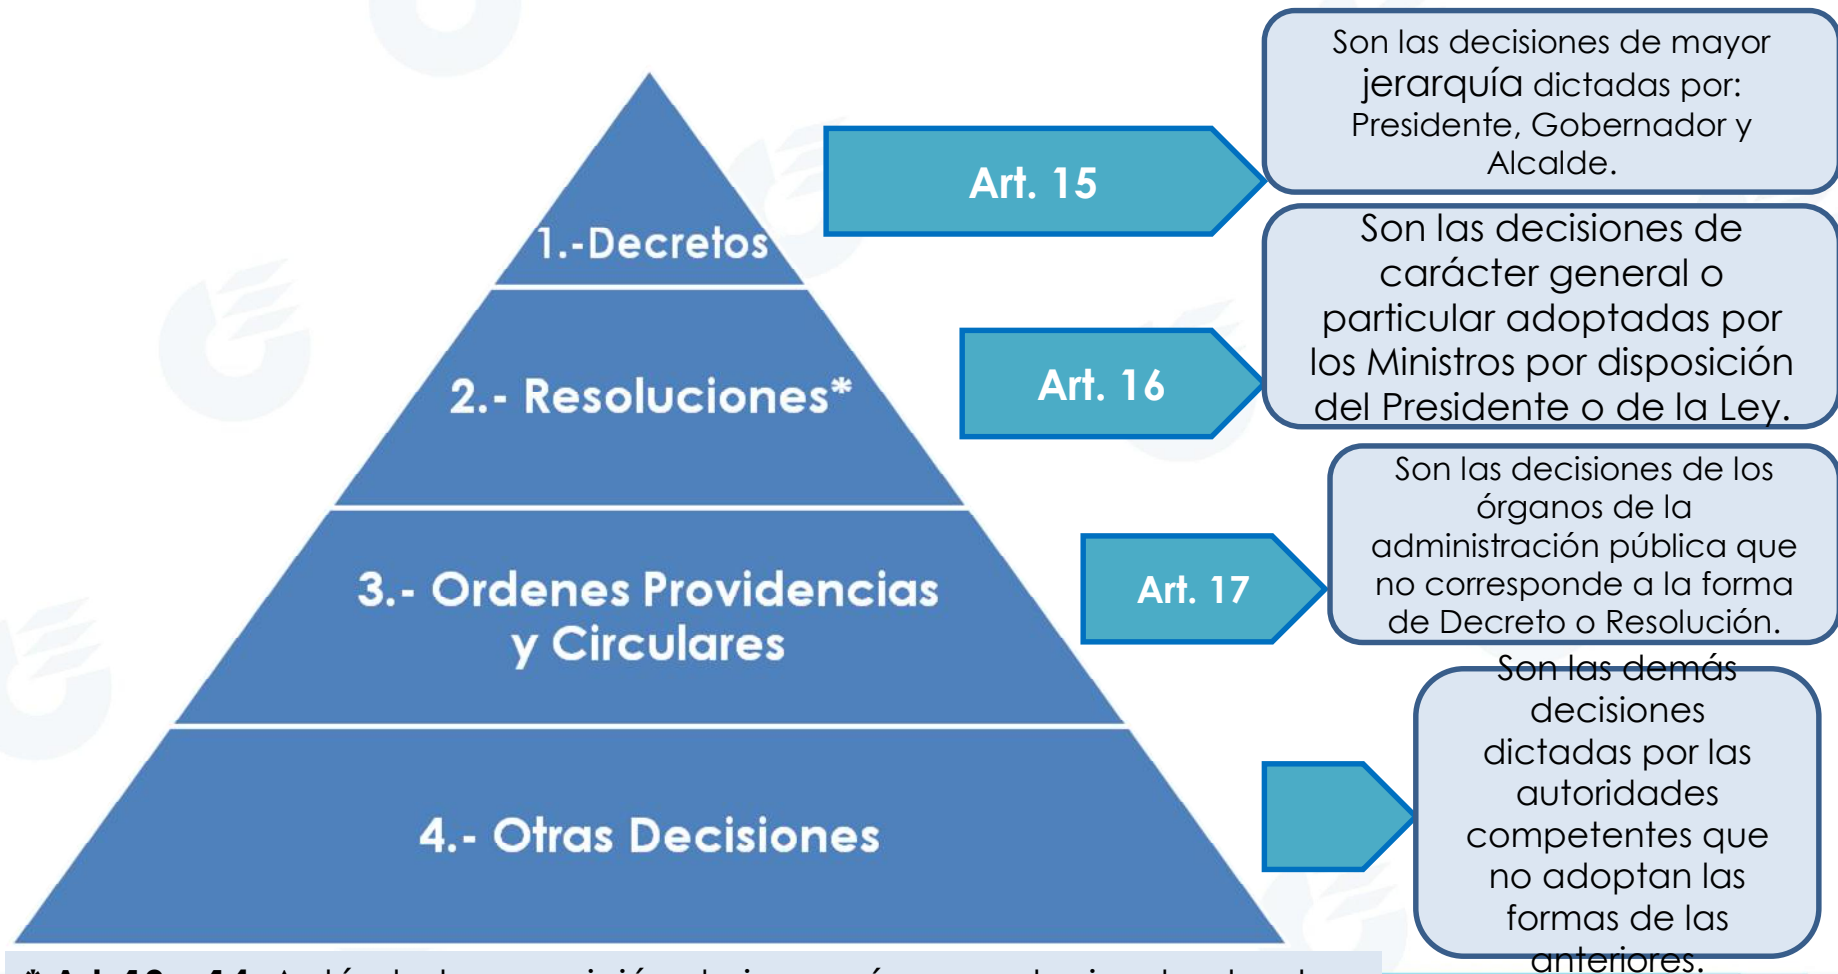 1.-Decretos
Art. 15
Son las decisiones de mayor
jerarquía dictadas por:
Presidente, Gobernador y
Alcalde.
2.- Resoluciones*
Art. 16
Son las decisiones de
carácter general o
particular adoptadas por
los Ministros por disposición
del Presidente o de la Ley.
3.- Ordenes Providencias
y Circulares
Art. 17
Son las decisiones de los
órganos de la
administración pública que
no corresponde a la forma
de Decreto o Resolución.
4.- Otras Decisiones
Son las demás
decisiones
dictadas por las
autoridades
competentes que
no adoptan las
formas de las
anteriores.